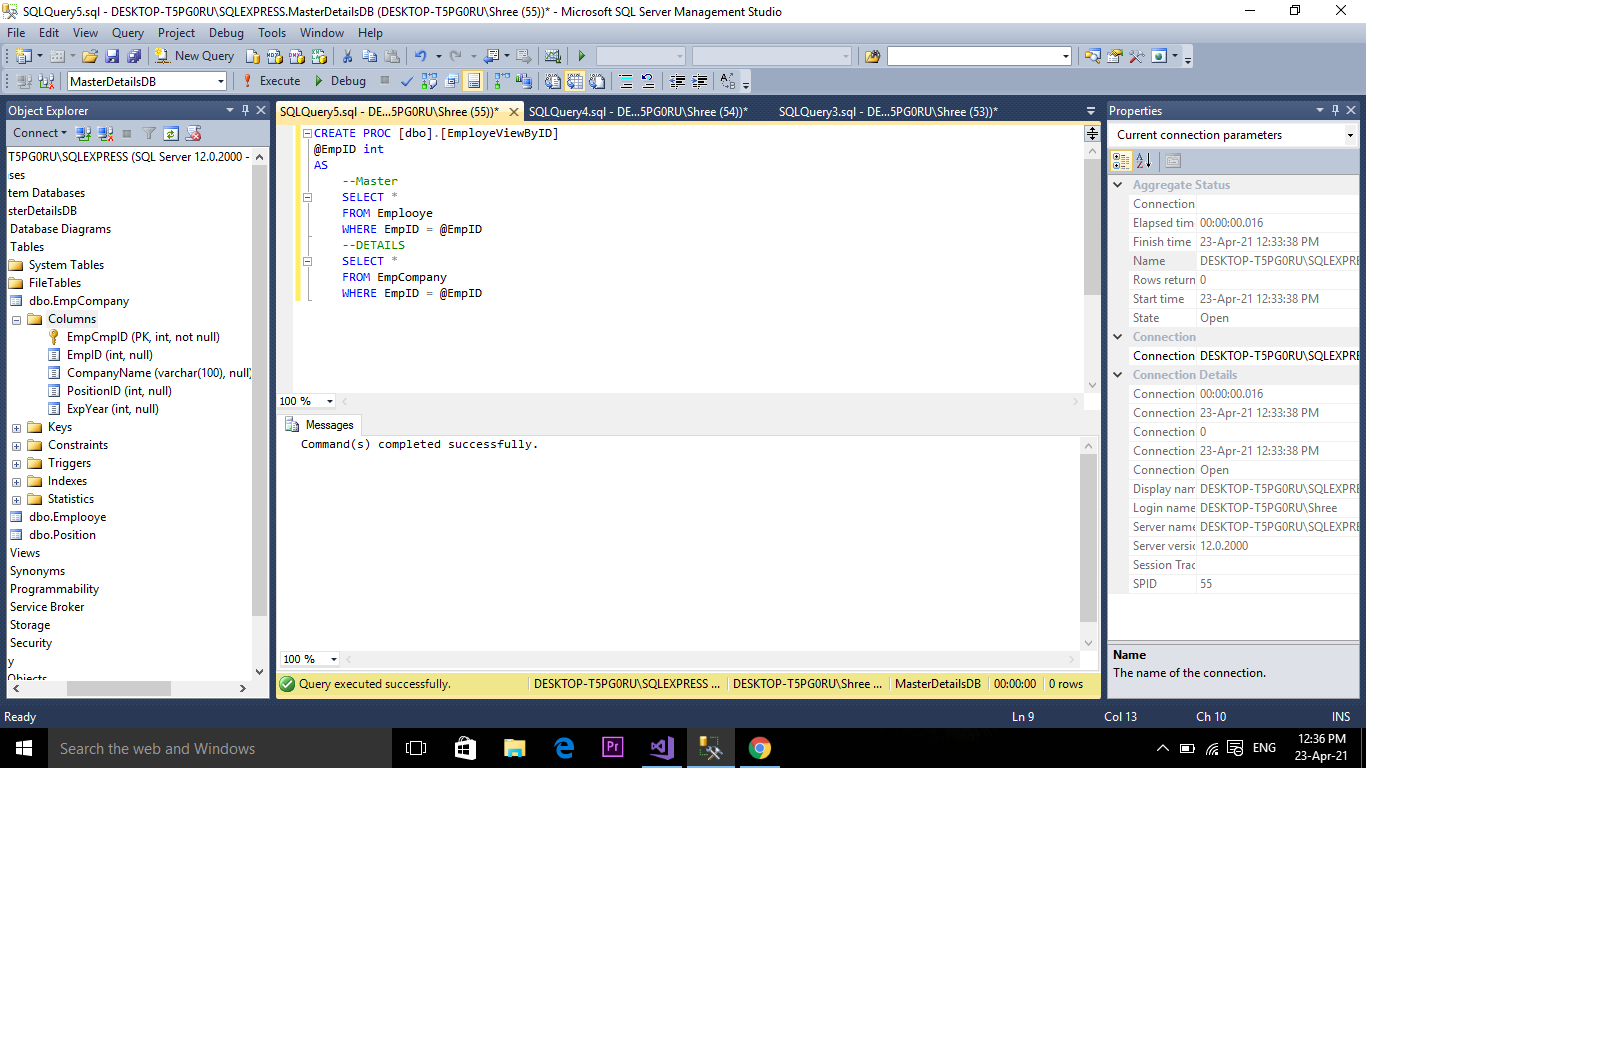 SQLQuery5.sql - DESKTOP-T5PG0RU\SQLEXPRESS.MasterDetailsDB (DESKTOP-T5PG0RU\Shree (55))* - Microsoft SQL Server Management Studio
File Edit View Query Project Debug Tools Window Help
New Query
MasterDetailsDB Execute Debug
Object Explorer
Connect
T5PG0RU\SQLEXPRESS (SQL Server 12.0.2000 -
ses
tem Databases
sterDetailsDB
Database Diagrams
Tables
System Tables
FileTables
dbo.EmpCompany
Columns
EmpCmpID (PK, int, not null)
EmpID (int, null)
CompanyName (varchar(100), null)
PositionID (int, null)
ExpYear (int, null)
Keys
Constraints
Triggers
Indexes
Statistics
dbo.Emplooye
dbo.Position
Views
Synonyms
Programmability
Service Broker
Storage
Security
y
Objects
SQLQuery5.sql - DE...5PG0RU\Shree (55))* SQLQuery4.sql - DE...5PG0RU\Shree (54))* SQLQuery3.sql - DE...5PG0RU\Shree (53))*
CREATE PROC [dbo].[EmployeViewByID]
@EmpID int
AS
--Master
SELECT *
FROM Emplooye
WHERE EmpID = @EmpID
--DETAILS
SELECT *
FROM EmpCompany
WHERE EmpID = @EmpID
100 %
Messages
Command(s) completed successfully.
100 %
Query executed successfully. DESKTOP-T5PG0RU\SQLEXPRESS ... DESKTOP-T5PG0RU\Shree ... MasterDetailsDB 00:00:00 0 rows
Properties
Current connection parameters
Aggregate Status
Connection
Elapsed tim 00:00:00.016
Finish time 23-Apr-21 12:33:38 PM
Name DESKTOP-T5PG0RU\SQLEXPRE
Rows return 0
Start time 23-Apr-21 12:33:38 PM
State Open
Connection
Connection DESKTOP-T5PG0RU\SQLEXPRE
Connection Details
Connection 00:00:00.016
Connection 23-Apr-21 12:33:38 PM
Connection 0
Connection 23-Apr-21 12:33:38 PM
Connection Open
Display nam DESKTOP-T5PG0RU\SQLEXPRE
Login name DESKTOP-T5PG0RU\Shree
Server name DESKTOP-T5PG0RU\SQLEXPRE
Server versic 12.0.2000
Session Trac
SPID 55
Name
The name of the connection.
Ready Ln 9 Col 13 Ch 10 INS
Search the web and Windows Pr ENG 12:36 PM
23-Apr-21